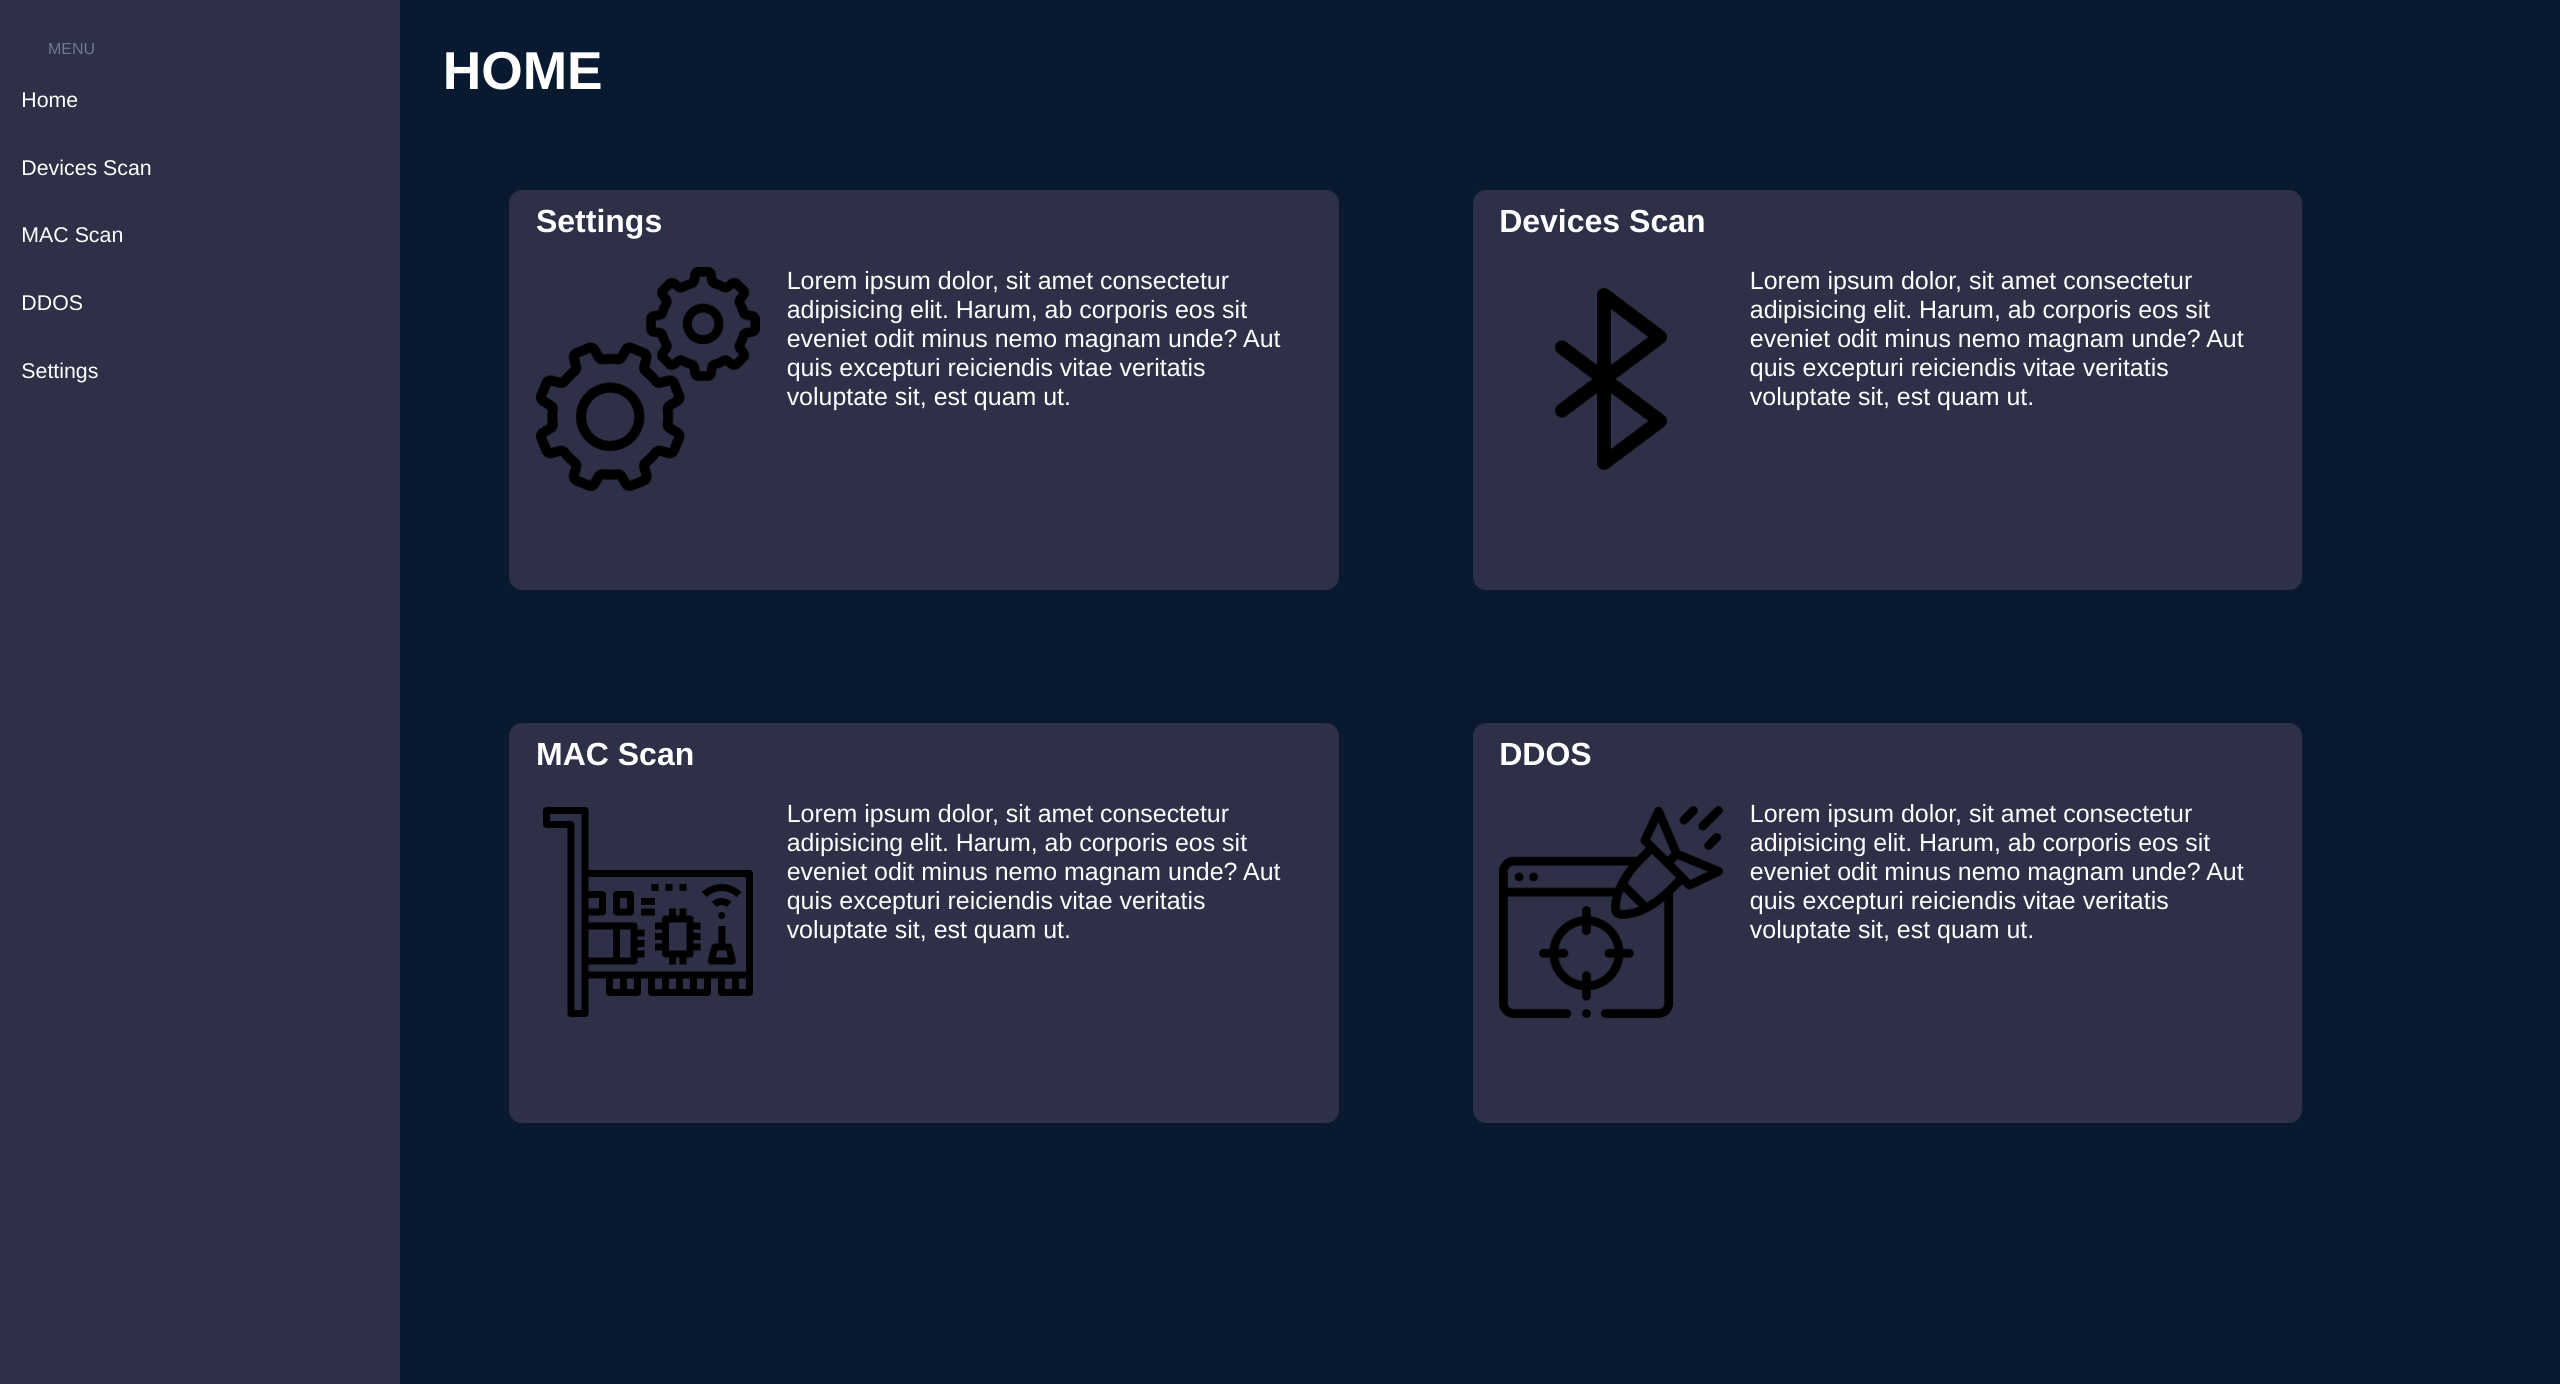 MENU
Home
Devices Scan
MAC Scan
DDOS
Settings
HOME
Settings
Lorem ipsum dolor, sit amet consectetur
adipisicing elit. Harum, ab corporis eos sit
eveniet odit minus nemo magnam unde? Aut
quis excepturi reiciendis vitae veritatis
voluptate sit, est quam ut.
Devices Scan
Lorem ipsum dolor, sit amet consectetur
adipisicing elit. Harum, ab corporis eos sit
eveniet odit minus nemo magnam unde? Aut
quis excepturi reiciendis vitae veritatis
voluptate sit, est quam ut.
MAC Scan
Lorem ipsum dolor, sit amet consectetur
adipisicing elit. Harum, ab corporis eos sit
eveniet odit minus nemo magnam unde? Aut
quis excepturi reiciendis vitae veritatis
voluptate sit, est quam ut.
DDOS
Lorem ipsum dolor, sit amet consectetur
adipisicing elit. Harum, ab corporis eos sit
eveniet odit minus nemo magnam unde? Aut
quis excepturi reiciendis vitae veritatis
voluptate sit, est quam ut.